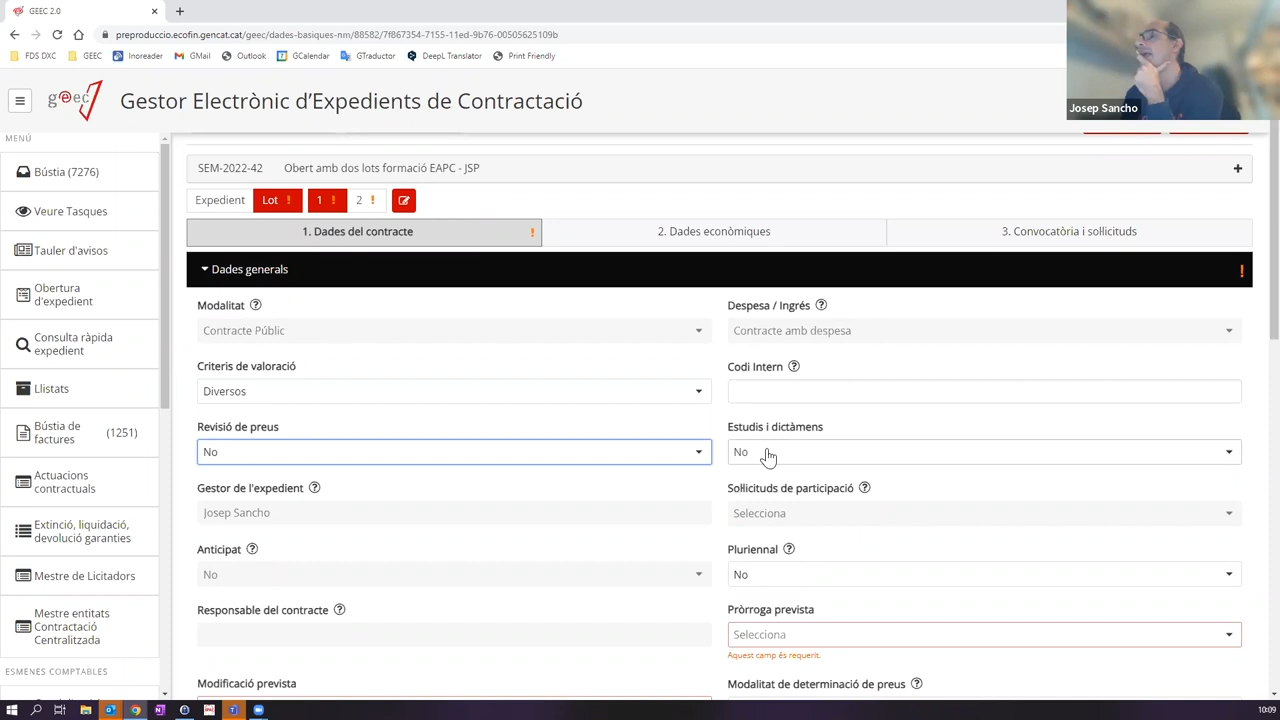 GEEC 2.0
preproduccio.ecofin.gencat.cat/geec/dades-basiques-nm/88582/7f867354-7155-11ed-9b76-00505625109b
FDS DXC
GEEC
Inoreader
GMail
Outlook
GCalendar
GTraductor
DeepL Translator
Print Friendly
geec
Gestor Electrònic d'Expedients de Contractació
Josep Sancho
MENÚ
Bústia (7276)
Veure Tasques
Tauler d'avisos
Obertura
d'expedient
Consulta ràpida
expedient
Llistats
Bústia de
factures
(1251)
Actuacions
contractuals
Extinció, liquidació,
devolució garanties
Mestre de Licitadors
Mestre entitats
Contractació
Centralitzada
ESMENES COMPTABLES
SEM-2022-42 Obert amb dos lots formació EAPC - JSP
Expedient Lot ! 1 ! 2 !
1. Dades del contracte !
2. Dades econòmiques
3. Convocatòria i sol·licituds
Dades generals !
Modalitat
Contracte Públic
Despesa / Ingrés
Contracte amb despesa
Criteris de valoració
Diversos
Codi Intern
Revisió de preus
No
Estudis i dictàmens
No
Gestor de l'expedient
Josep Sancho
Sol·licituds de participació
Selecciona
Anticipat
No
Pluriennal
No
Responsable del contracte
Pròrroga prevista
Selecciona
Aquest camp és requerit.
Modificació prevista
Modalitat de determinació de preus
10:09